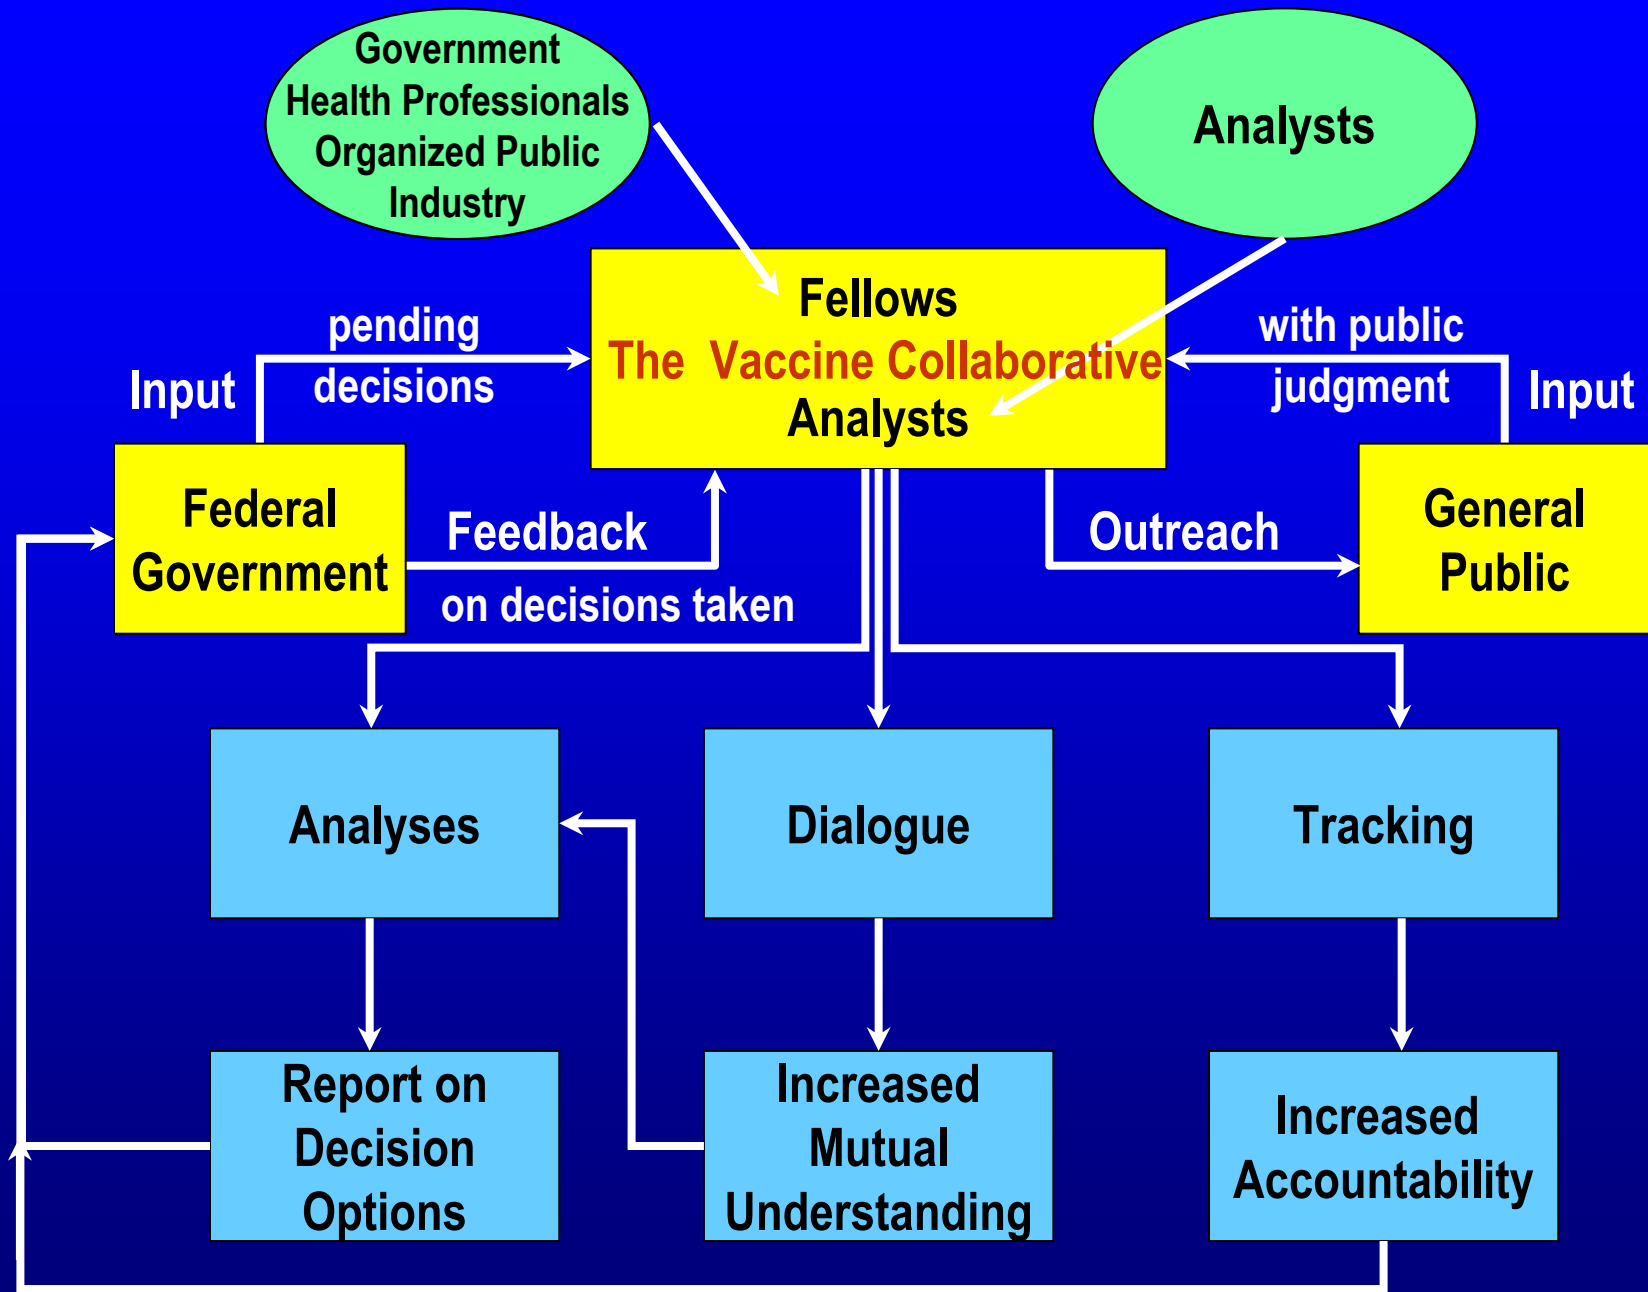 Government
Health Professionals
Organized Public
Industry
Analysts
Fellows
The Vaccine Collaborative
Analysts
pending
decisions
Input
with public
judgment
Input
Federal
Government
Feedback
on decisions taken
Outreach
General
Public
Analyses
Dialogue
Tracking
Report on
Decision
Options
Increased
Mutual
Understanding
Increased
Accountability